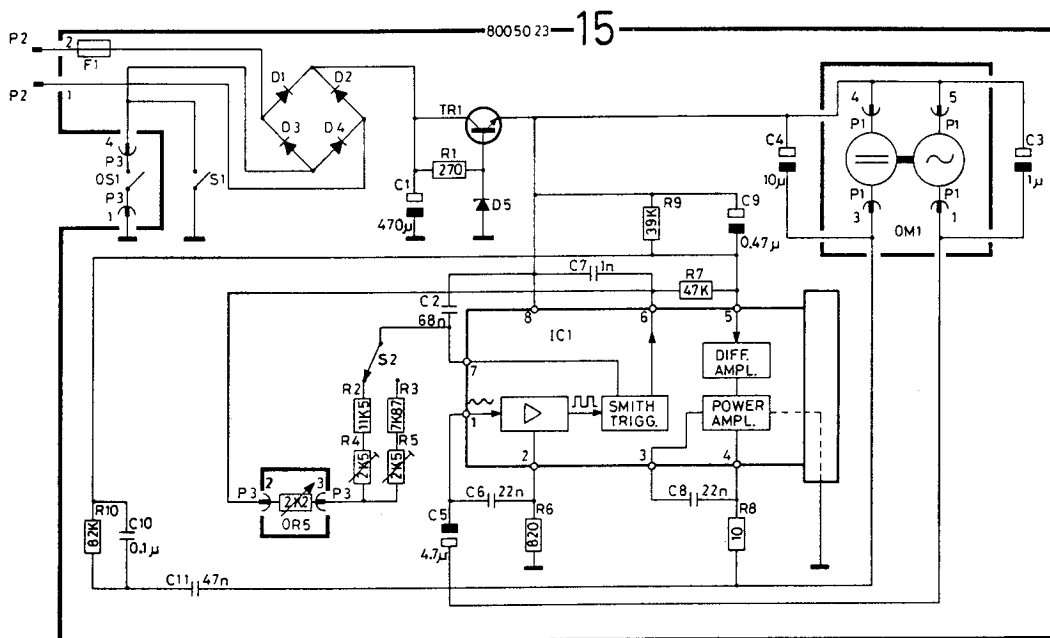 8005023 15
P2 2 F1
P2 1
D1 D2
D3 D4
TR1
R1
270
C1
470µ
D5
4
P3
OS1
P3
1
S1
4 5
P1 P1
P1 P1
3 1
OM1
C4
10µ
C3
1µ
R9
39K
C9
0.47µ
C7 1n
R7
47K
C2
68n
8 6 5
IC1
7
1
2 3 4
DIFF.
AMPL.
POWER
AMPL.
SMITH
TRIGG.
S2
R2 R3
11K5 7K87
R4 R5
2K5 2K5
P3 2 3 P3
2K2
OR5
C6 22n
C5
4.7µ
R6
820
C8 22n
R8
10
R10
82K
C10
0.1µ
C11 47n